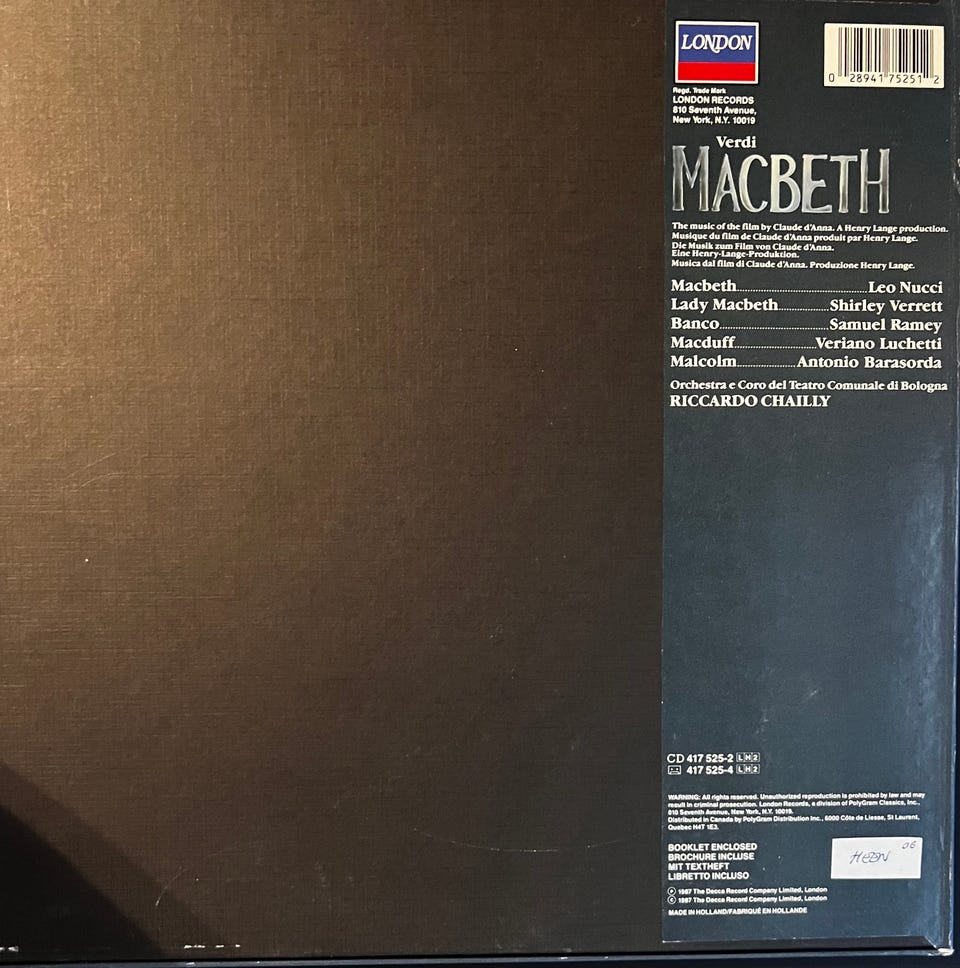 LONDON
Regd. Trade Mark
LONDON RECORDS
810 Seventh Avenue,
New York, N.Y. 10019
0 28941 75251 2
Verdi
MACBETH
The music of the film by Claude d'Anna. A Henry Lange production.
Musique du film de Claude d'Anna produit par Henry Lange.
Die Musik zum Film von Claude d'Anna.
Eine Henry-Lange-Produktion.
Musica dal film di Claude d'Anna. Produzione Henry Lange.
Macbeth Leo Nucci
Lady Macbeth Shirley Verrett
Banco Samuel Ramey
Macduff Veriano Luchetti
Malcolm Antonio Barasorda
Orchestra e Coro del Teatro Comunale di Bologna
RICCARDO CHAILLY
CD 417 525-2 LH2
417 525-4 LH2
WARNING: All rights reserved. Unauthorized reproduction is prohibited by law and may
result in criminal prosecution. London Records, a division of PolyGram Classics, Inc.,
810 Seventh Avenue, New York, N.Y. 10019.
Distributed in Canada by PolyGram Distribution Inc., 6000 Côte de Liesse, St Laurent,
Quebec H4T 1E3.
BOOKLET ENCLOSED
BROCHURE INCLUSE
MIT TEXTHEFT
LIBRETTO INCLUSO
06
℗ 1987 The Decca Record Company Limited, London
© 1987 The Decca Record Company Limited, London
MADE IN HOLLAND/FABRIQUÉ EN HOLLANDE